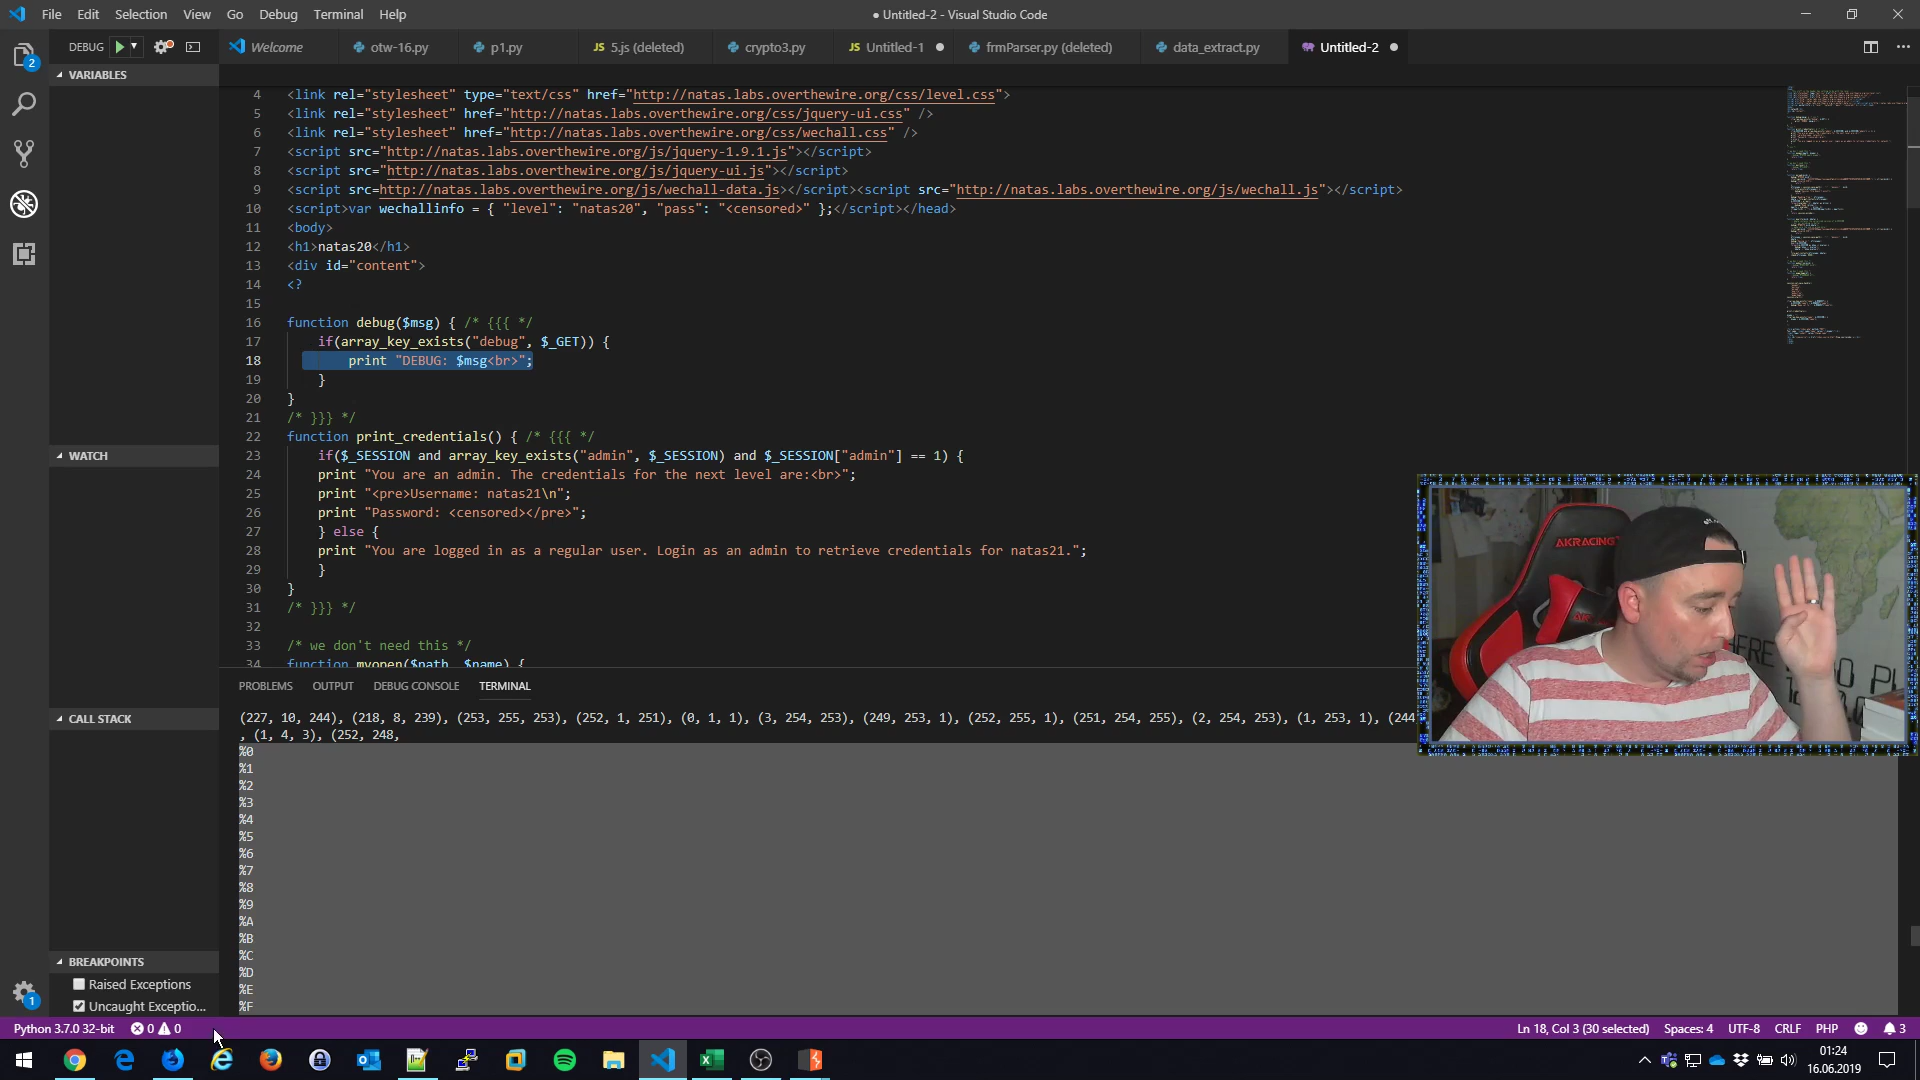 File Edit Selection View Go Debug Terminal Help
● Untitled-2 - Visual Studio Code
DEBUG
Welcome otw-16.py p1.py JS 5.js (deleted) crypto3.py JS Untitled-1 ● frmParser.py (deleted) data_extract.py Untitled-2 ●
2
VARIABLES
WATCH
CALL STACK
BREAKPOINTS
Raised Exceptions
Uncaught Exceptio...
1
4 <link rel="stylesheet" type="text/css" href="http://natas.labs.overthewire.org/css/level.css">
5 <link rel="stylesheet" href="http://natas.labs.overthewire.org/css/jquery-ui.css" />
6 <link rel="stylesheet" href="http://natas.labs.overthewire.org/css/wechall.css" />
7 <script src="http://natas.labs.overthewire.org/js/jquery-1.9.1.js"></script>
8 <script src="http://natas.labs.overthewire.org/js/jquery-ui.js"></script>
9 <script src=http://natas.labs.overthewire.org/js/wechall-data.js></script><script src="http://natas.labs.overthewire.org/js/wechall.js"></script>
10 <script>var wechallinfo = { "level": "natas20", "pass": "<censored>" };</script></head>
11 <body>
12 <h1>natas20</h1>
13 <div id="content">
14 <?
15
16 function debug($msg) { /* {{{ */
17 if(array_key_exists("debug", $_GET)) {
18 print "DEBUG: $msg<br>";
19 }
20 }
21 /* }}} */
22 function print_credentials() { /* {{{ */
23 if($_SESSION and array_key_exists("admin", $_SESSION) and $_SESSION["admin"] == 1) {
24 print "You are an admin. The credentials for the next level are:<br>";
25 print "<pre>Username: natas21\n";
26 print "Password: <censored></pre>";
27 } else {
28 print "You are logged in as a regular user. Login as an admin to retrieve credentials for natas21.";
29 }
30 }
31 /* }}} */
32
33 /* we don't need this */
34 function myopen($path, $name) {
AKRACING
PROBLEMS OUTPUT DEBUG CONSOLE TERMINAL
(227, 10, 244), (218, 8, 239), (253, 255, 253), (252, 1, 251), (0, 1, 1), (3, 254, 253), (249, 253, 1), (252, 255, 1), (251, 254, 255), (2, 254, 253), (1, 253, 1), (244
, (1, 4, 3), (252, 248,
%0
%1
%2
%3
%4
%5
%6
%7
%8
%9
%A
%B
%C
%D
%E
%F
Python 3.7.0 32-bit 0 0
Ln 18, Col 3 (30 selected) Spaces: 4 UTF-8 CRLF PHP 3
01:24
16.06.2019